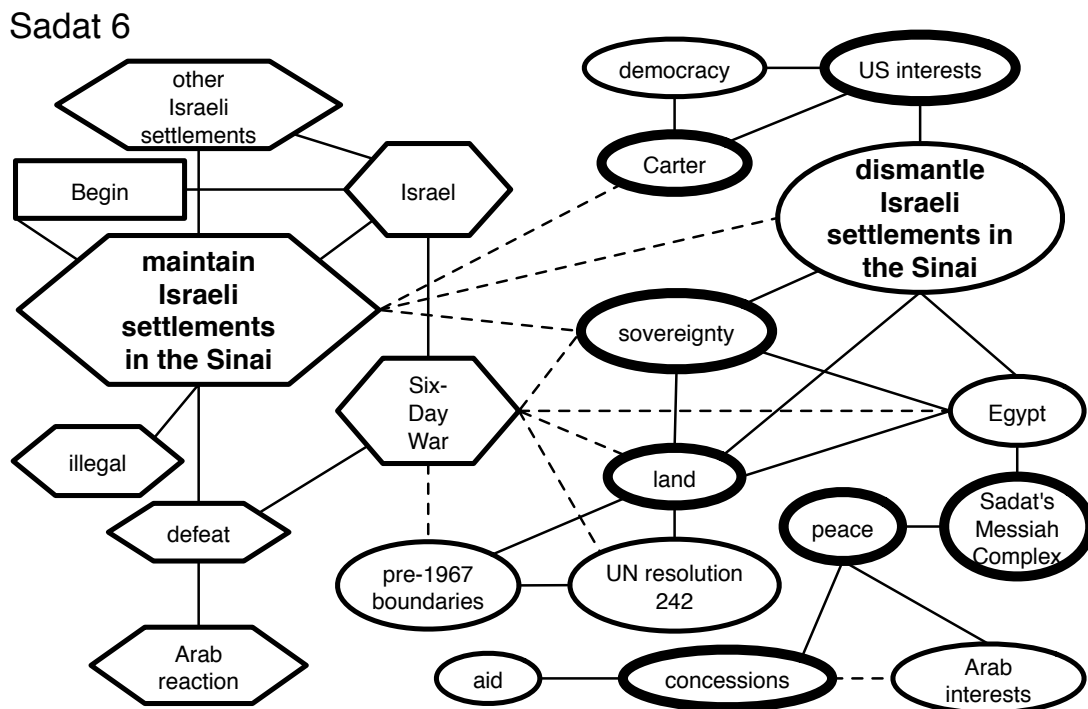 Sadat 6
other
Israeli
settlements
democracy
US interests
Begin
Israel
Carter
dismantle
Israeli
settlements in
the Sinai
maintain
Israeli
settlements
in the Sinai
sovereignty
Six-
Day
War
Egypt
illegal
land
defeat
peace
Sadat's
Messiah
Complex
pre-1967
boundaries
UN resolution
242
Arab
reaction
aid
concessions
Arab
interests